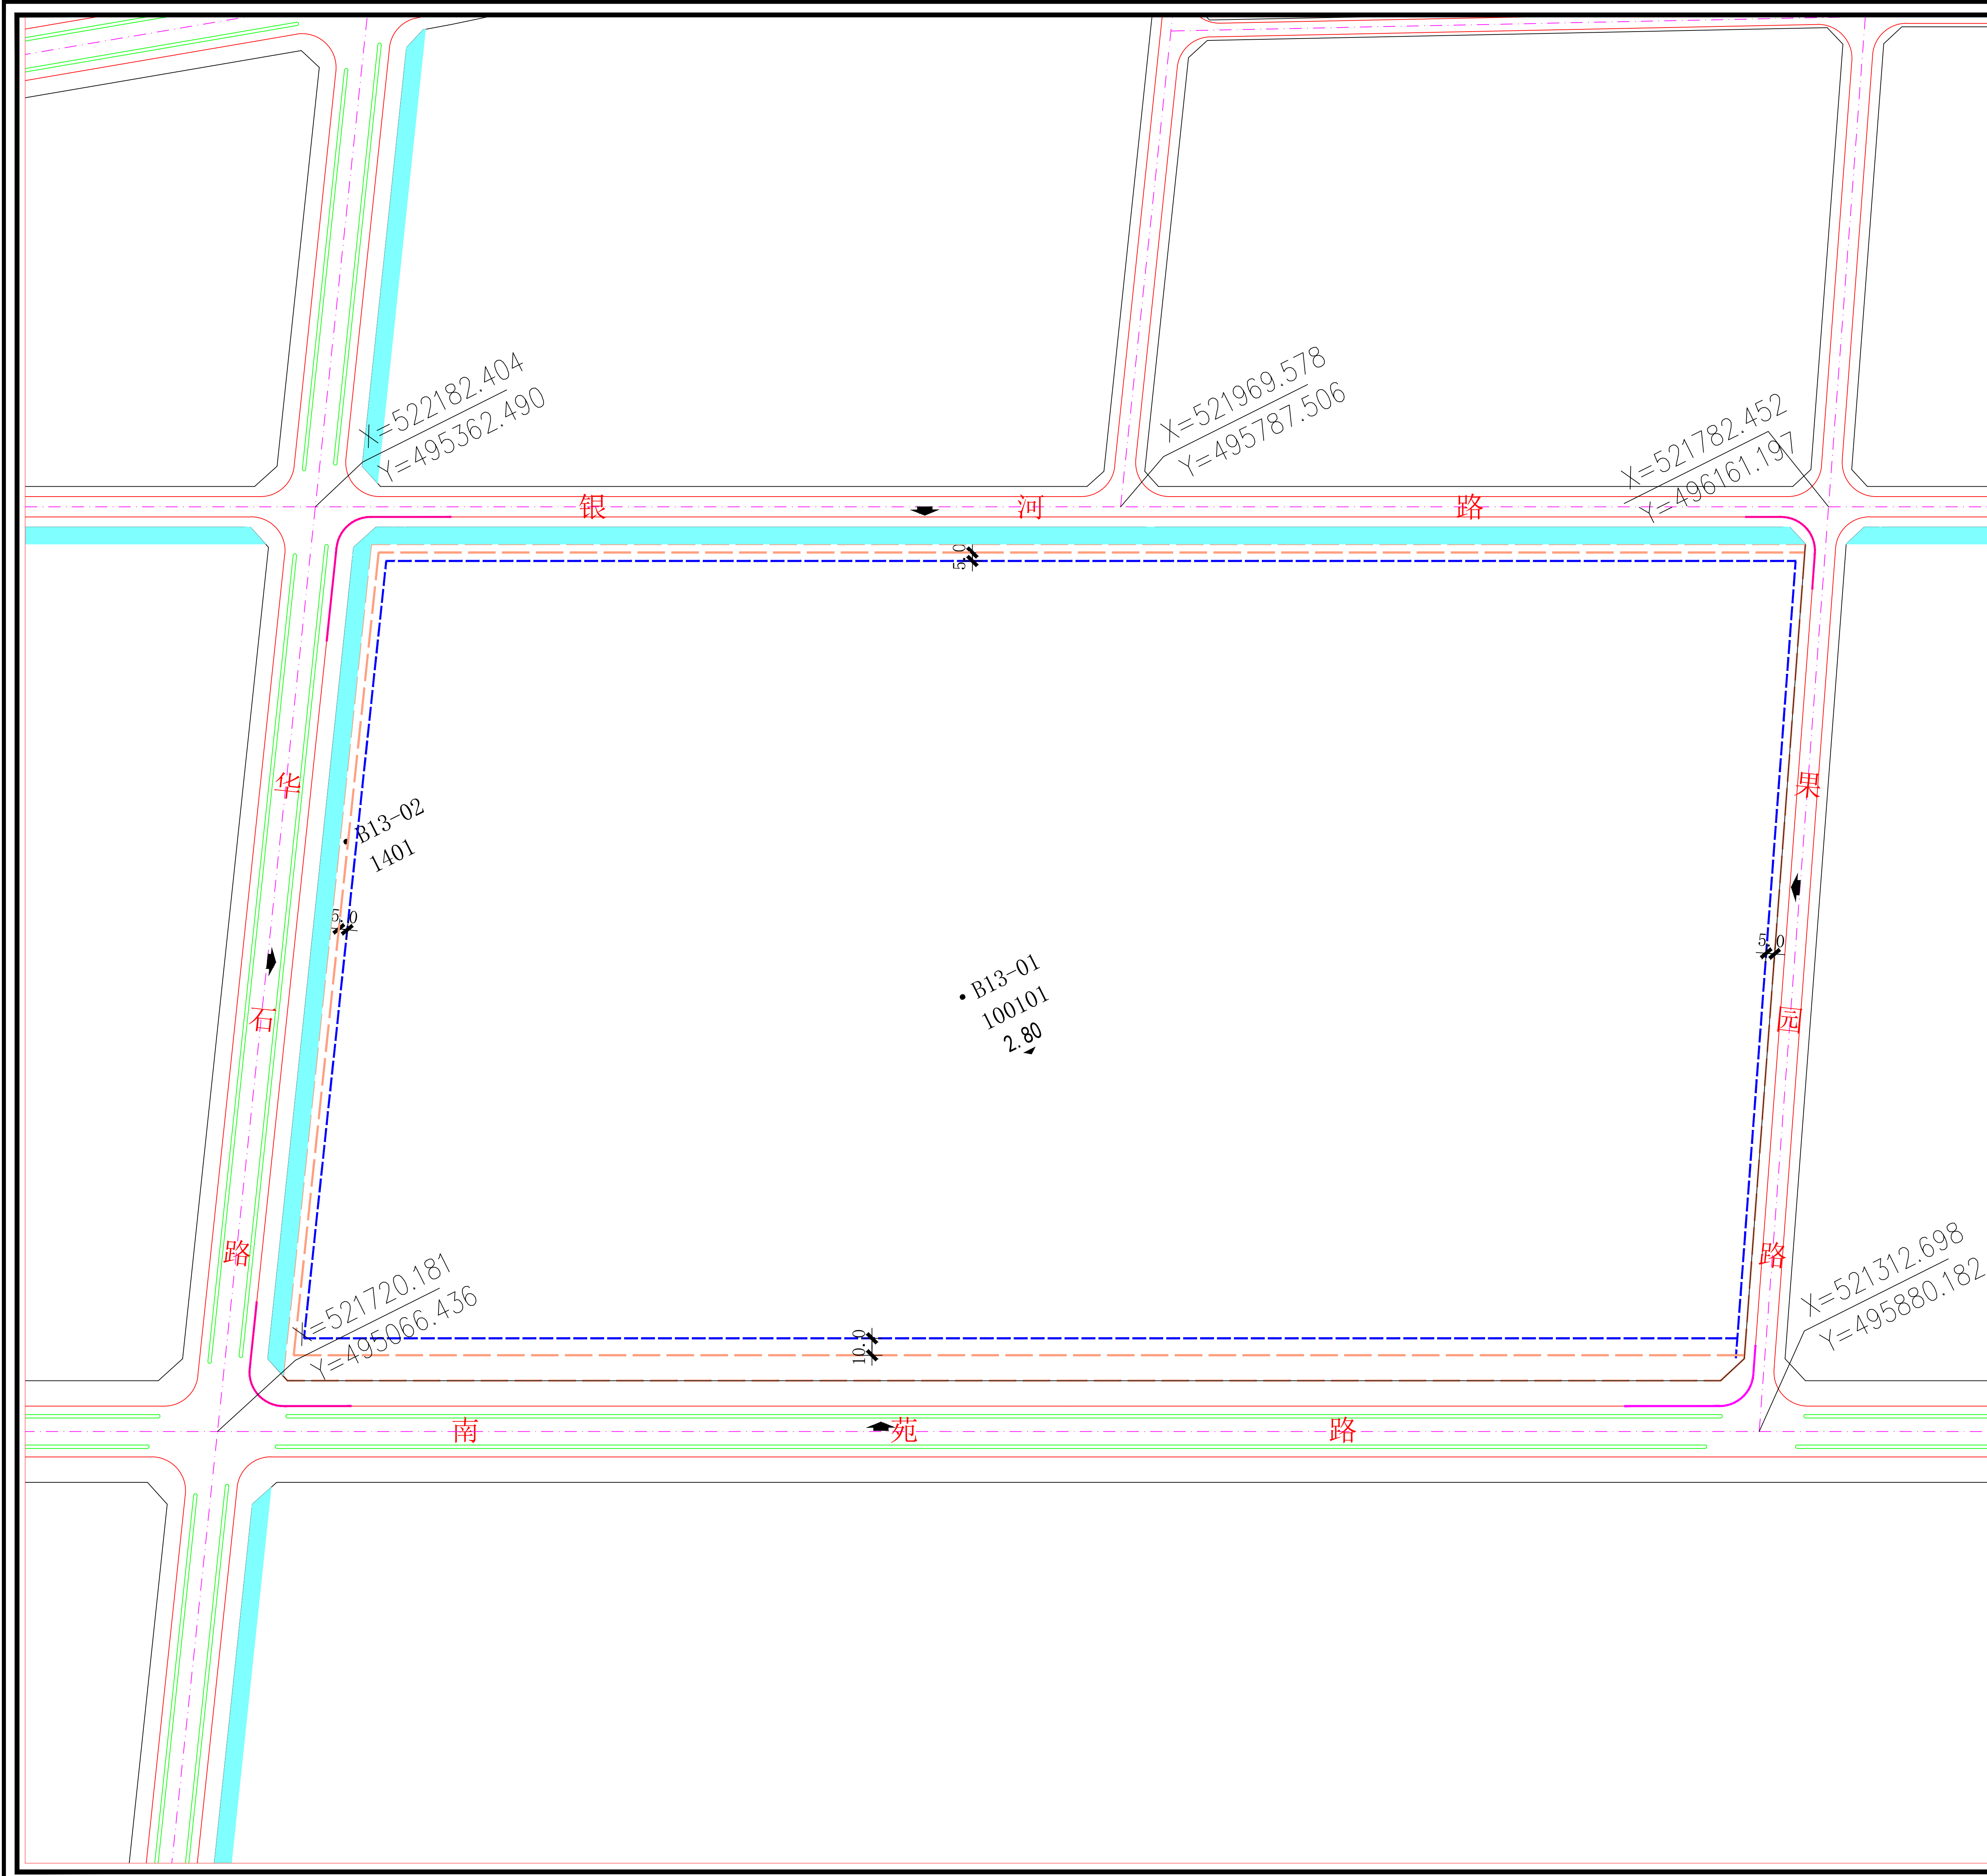 X=522182.404
Y=495362.490
X=521969.578
Y=495787.506
X=521782.452
Y=496161.197
银河路
5.0
华石路
果园路
B13-02
1401
5.0
5.0
B13-01
100101
2.80
X=521720.181
Y=495066.436
10.0
X=521312.698
Y=495880.182
南苑路